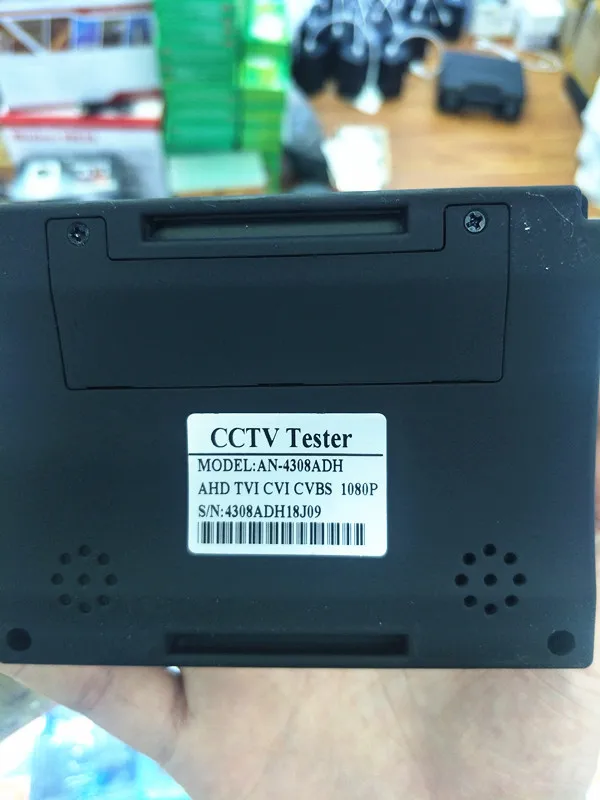 CCTV Tester
MODEL:AN-4308ADH
AHD TVI CVI CVBS 1080P
S/N:4308ADH18J09